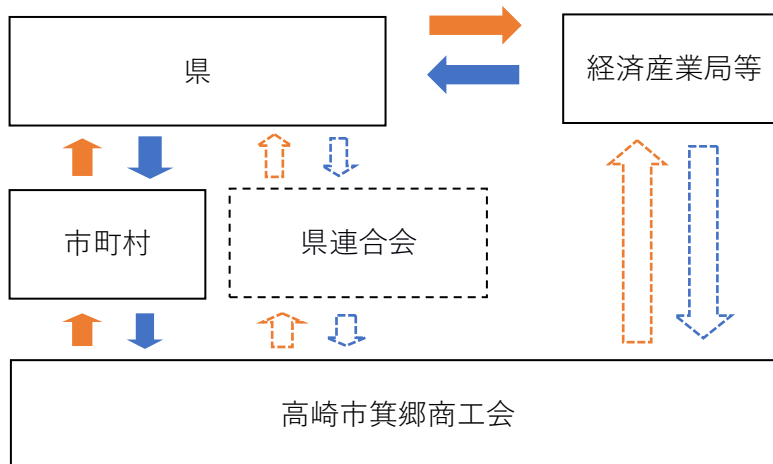 県
経済産業局等
市町村
県連合会
高崎市箕郷商工会